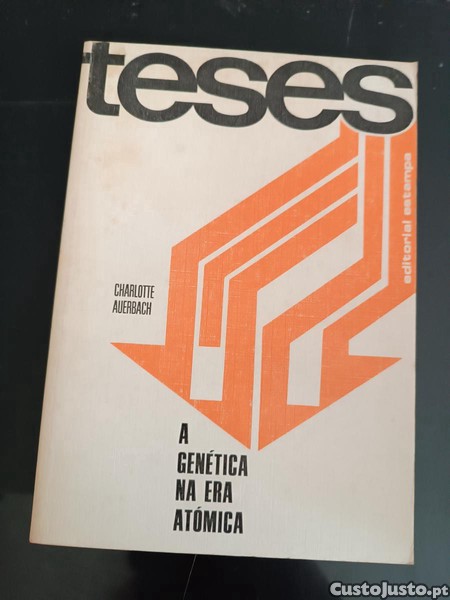 teses
editorial estampa
CHARLOTTE
AUERBACH
A
GENÉTICA
NA ERA
ATÓMICA
CustoJusto.pt